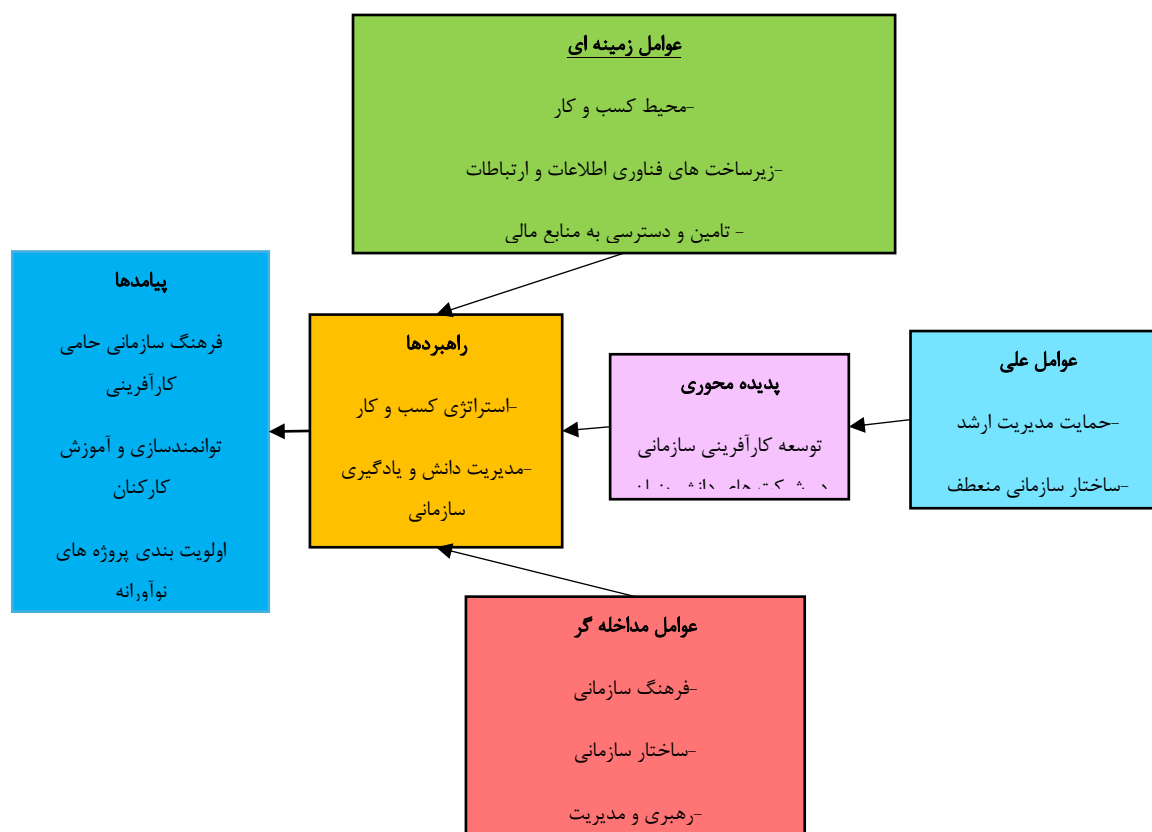 عوامل زمینه ای
-محیط کسب و کار
-زیرساخت های فناوری اطلاعات و ارتباطات
- تامین و دسترسی به منابع مالی
عوامل علی
-حمایت مدیریت ارشد
-ساختار سازمانی منعطف
پدیده محوری
توسعه کارآفرینی سازمانی
راهبردها
-استراتژی کسب و کار
-مدیریت دانش و یادگیری
سازمانی
پیامدها
فرهنگ سازمانی حامی
کارآفرینی
توانمندسازی و آموزش
کارکنان
اولویت بندی پروژه های
نوآورانه
عوامل مداخله گر
-فرهنگ سازمانی
-ساختار سازمانی
-رهبری و مدیریت